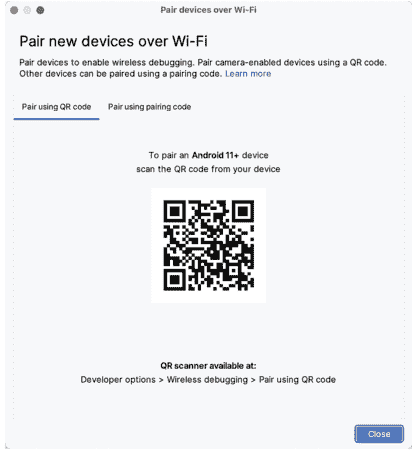 Pair devices over Wi-Fi
Pair new devices over Wi-Fi
Pair devices to enable wireless debugging. Pair camera-enabled devices using a QR code.
Other devices can be paired using a pairing code. Learn more
Pair using QR code Pair using pairing code
To pair an Android 11+ device
scan the QR code from your device
QR scanner available at:
Developer options > Wireless debugging > Pair using QR code
Close